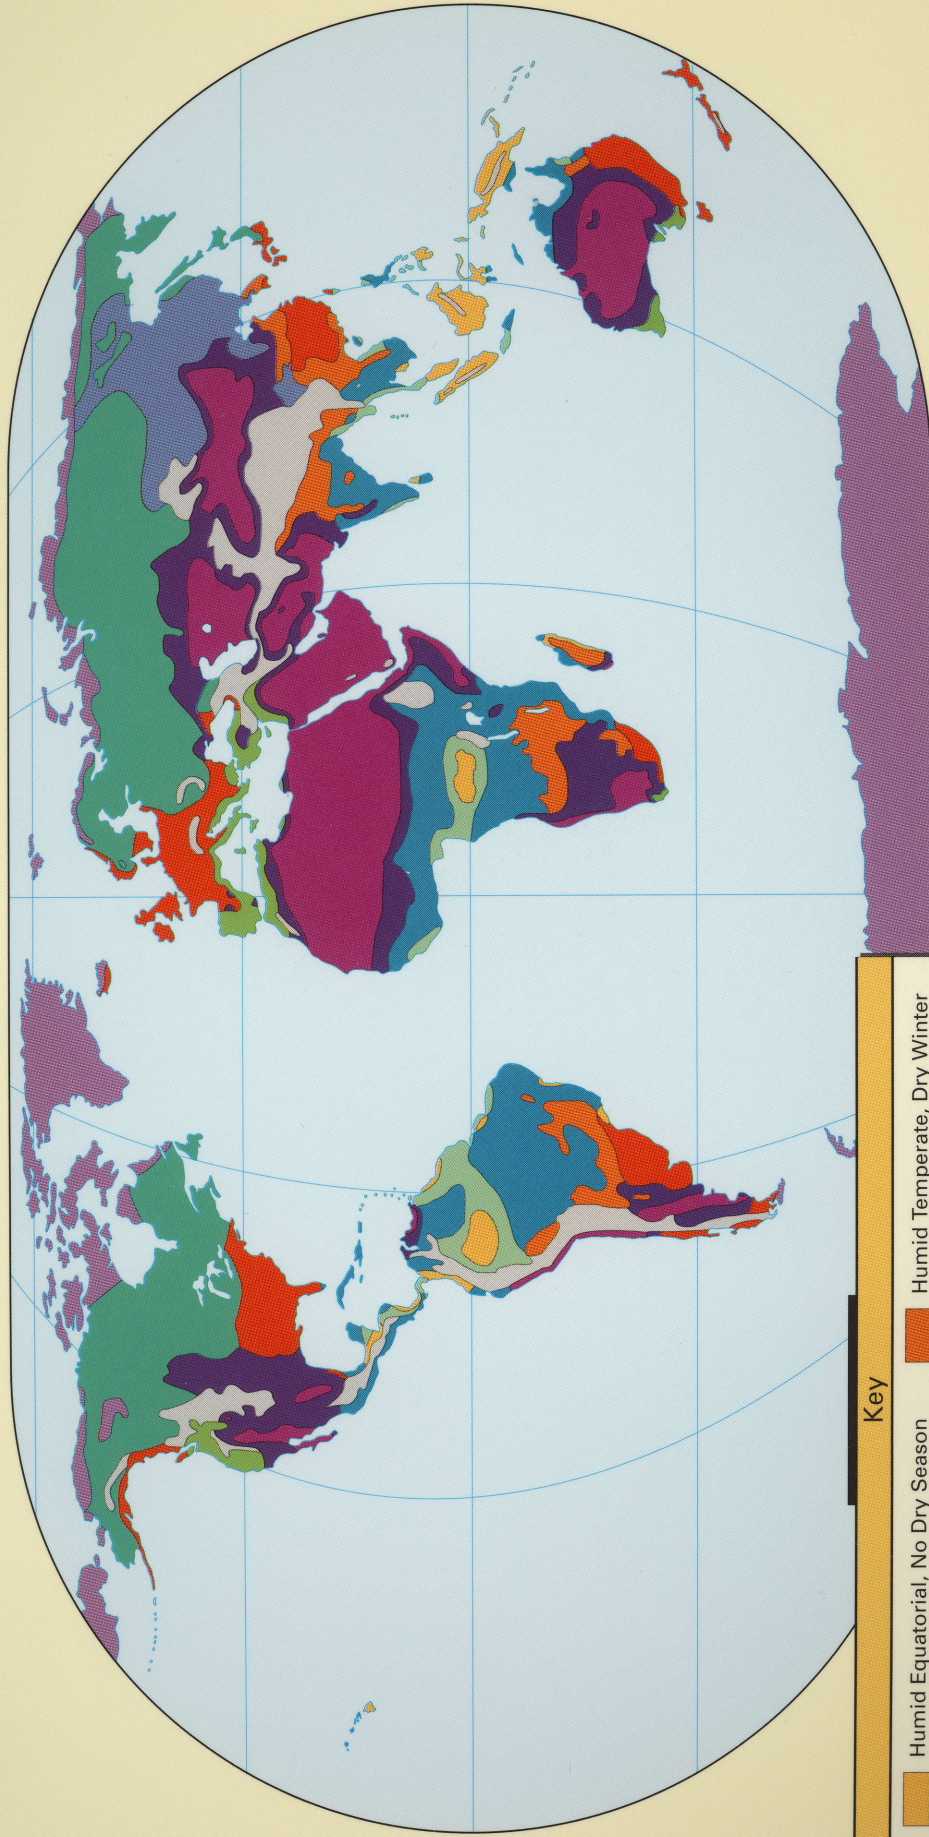 Key
Humid Equatorial, No Dry Season
Humid Temperate, Dry Winter